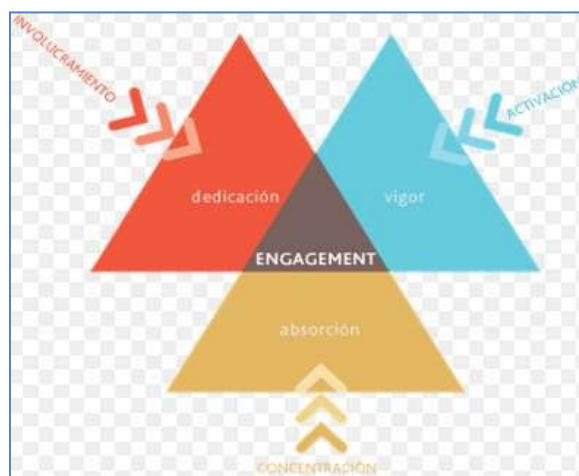 INVOLUCRAMIENTO
ACTIVACIÓN
dedicación
vigor
ENGAGEMENT
absorción
CONCENTRACIÓN